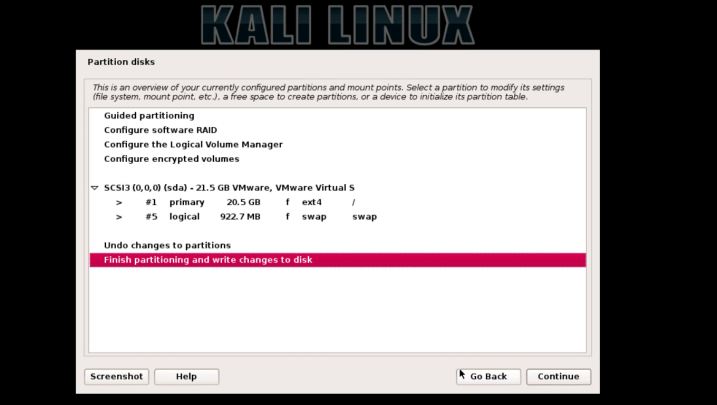 KALI LINUX
Partition disks
This is an overview of your currently configured partitions and mount points. Select a partition to modify its settings
(file system, mount point, etc.), a free space to create partitions, or a device to initialize its partition table.
Guided partitioning
Configure software RAID
Configure the Logical Volume Manager
Configure encrypted volumes
SCSI3 (0,0,0) (sda) - 21.5 GB VMware, VMware Virtual S
> #1 primary 20.5 GB f ext4 /
> #5 logical 922.7 MB f swap swap
Undo changes to partitions
Finish partitioning and write changes to disk
Screenshot Help Go Back Continue